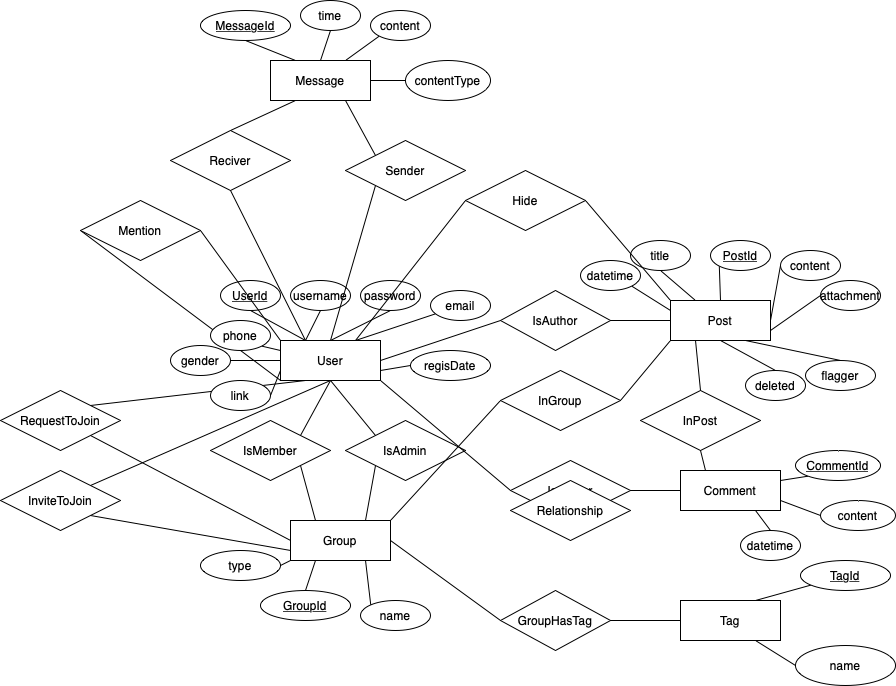 time
MessageId
content
Message
contentType
Reciver
Sender
Hide
Mention
title
PostId
content
datetime
UserId
username
password
attachment
email
IsAuthor
Post
phone
gender
User
regisDate
flagger
deleted
link
InGroup
RequestToJoin
InPost
IsMember
IsAdmin
CommentId
Comment
InviteToJoin
Relationship
content
Group
datetime
type
TagId
GroupId
name
GroupHasTag
Tag
name